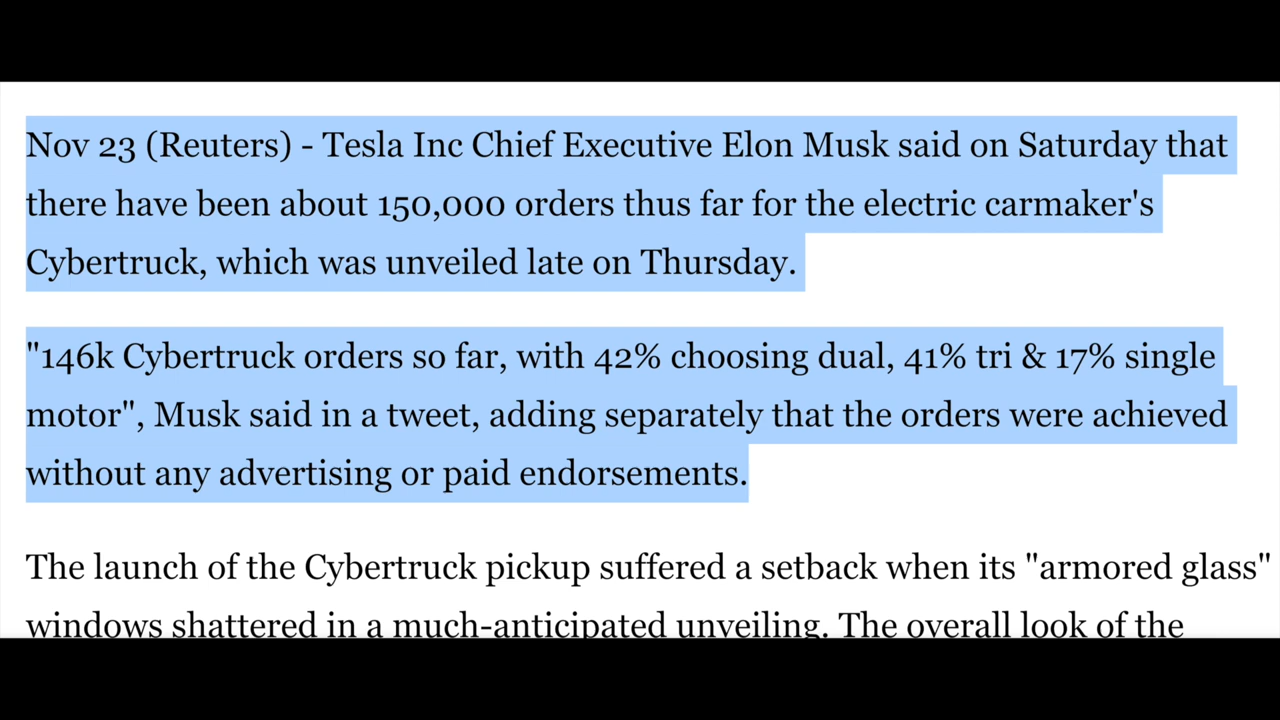 Nov 23 (Reuters) - Tesla Inc Chief Executive Elon Musk said on Saturday that
there have been about 150,000 orders thus far for the electric carmaker's
Cybertruck, which was unveiled late on Thursday.
"146k Cybertruck orders so far, with 42% choosing dual, 41% tri & 17% single
motor", Musk said in a tweet, adding separately that the orders were achieved
without any advertising or paid endorsements.
The launch of the Cybertruck pickup suffered a setback when its "armored glass"
windows shattered in a much-anticipated unveiling. The overall look of the